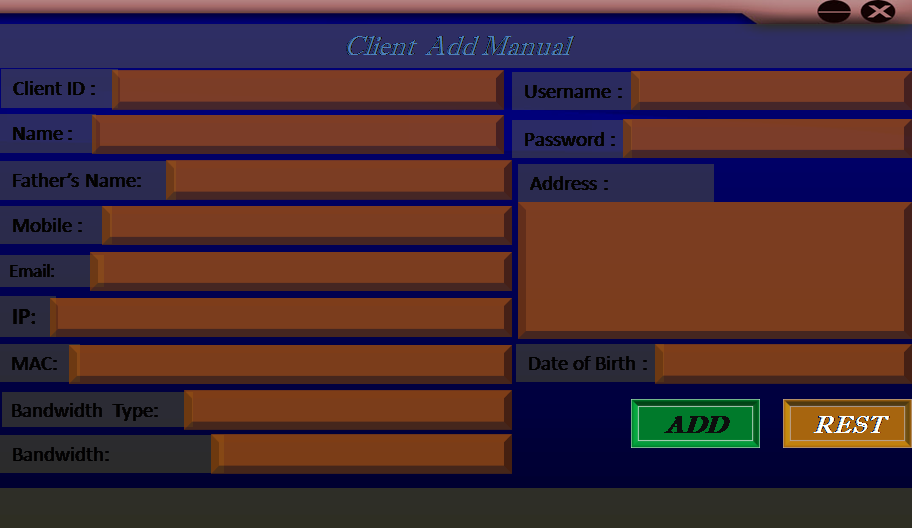 Client Add Manual
Client ID :
Name :
Father's Name:
Mobile :
Email:
IP:
MAC:
Bandwidth Type:
Bandwidth:
Username :
Password :
Address :
Date of Birth :
ADD
REST